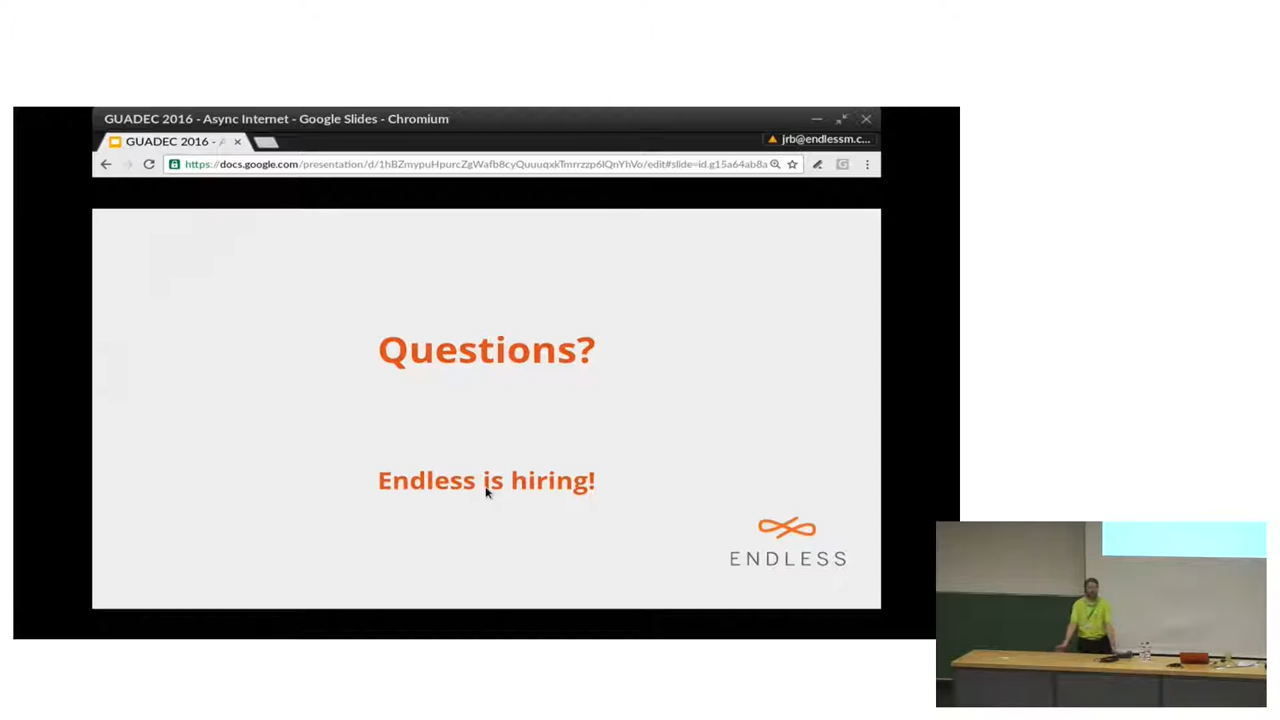 GUADEC 2016 - Async Internet - Google Slides - Chromium
GUADEC 2016 - A
jrb@endlessm.c...
https://docs.google.com/presentation/d/
Questions?
Endless is hiring!
ENDLESS